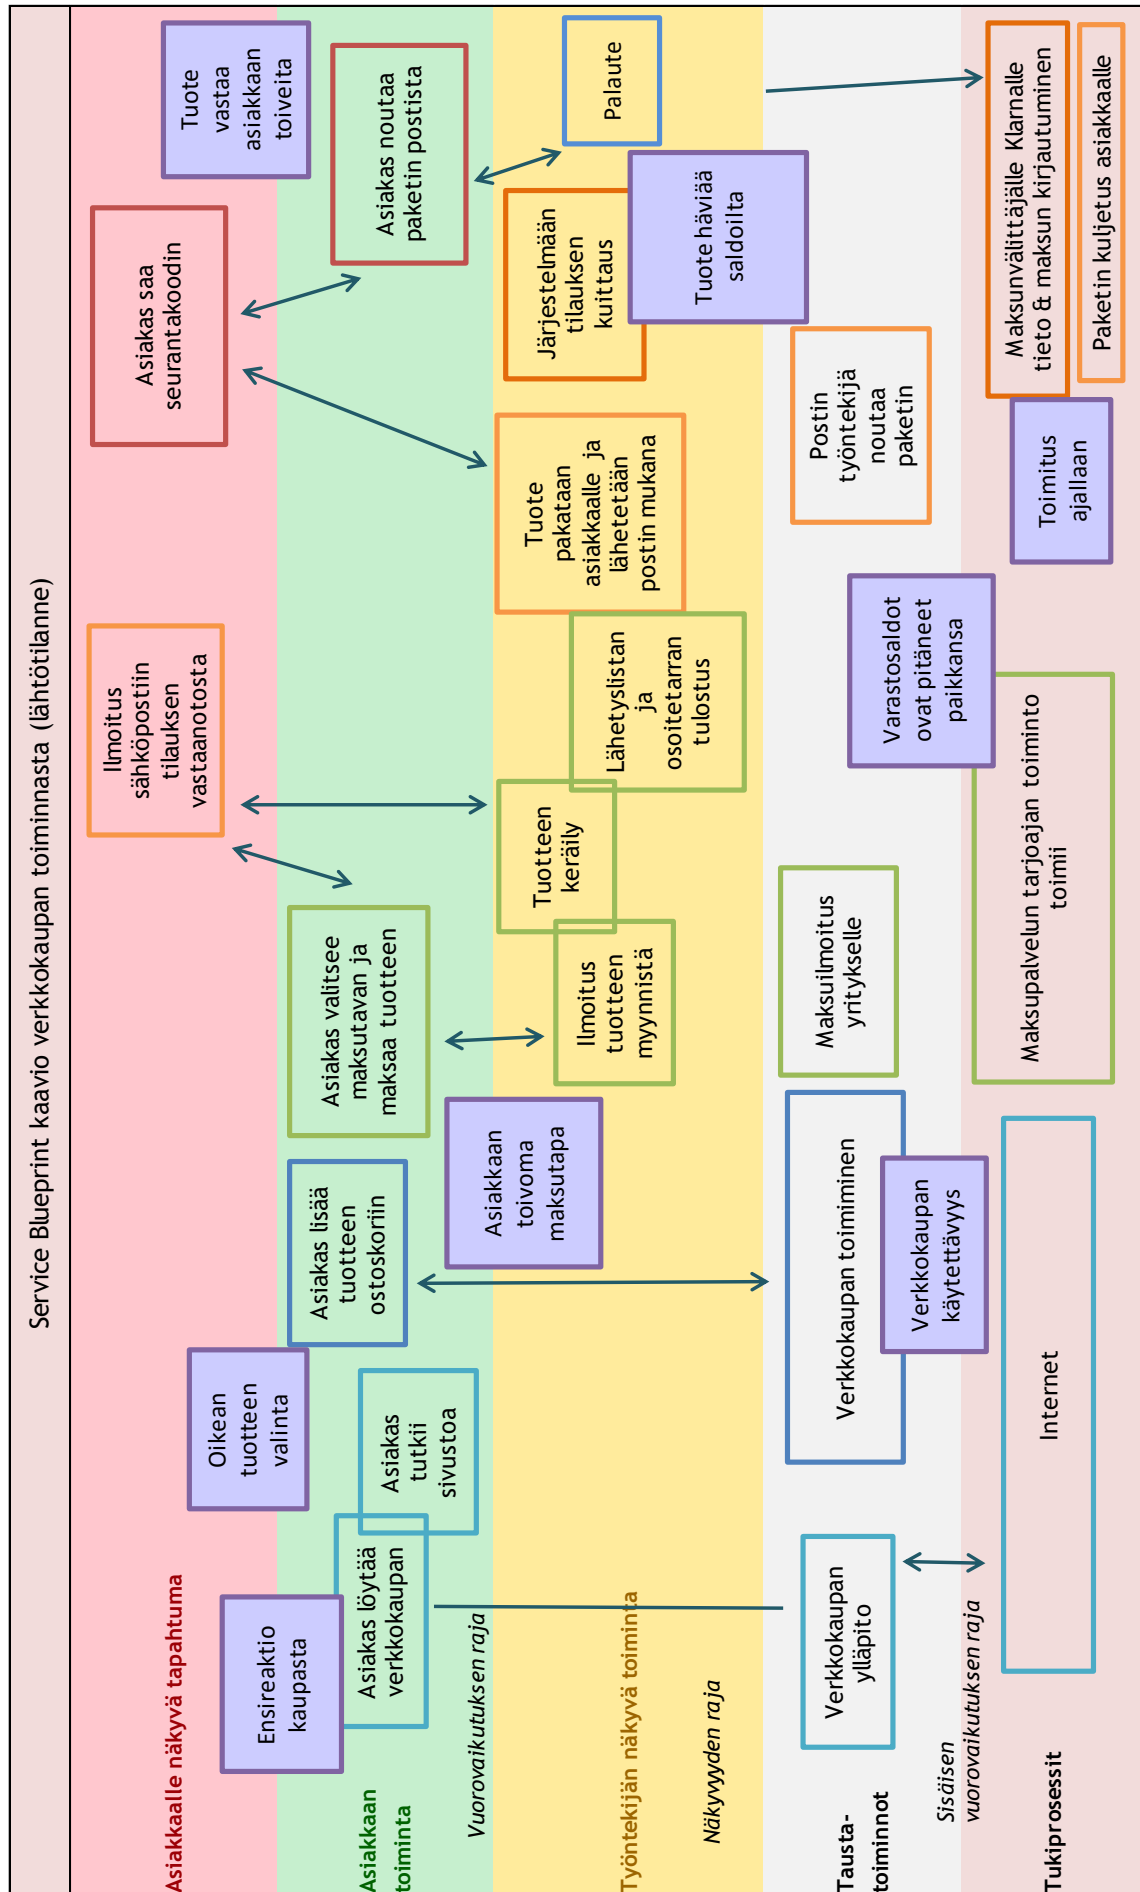 Service Blueprint kaavio verkkokaupan toiminnasta (lähtötilanne)
Asiakkaalle näkyvä tapahtuma
Oikean
tuotteen
valinta
Ilmoitus
sähköpostiin
tilauksen
vastaanotosta
Asiakas saa
seurantakoodin
Tuote
vastaa
asiakkaan
toiveita
Asiakkaan
toiminta
Ensireaktio
kaupasta
Asiakas löytää
verkkokaupan
Asiakas
tutkii
sivustoa
Asiakas lisää
tuotteen
ostoskoriin
Asiakas valitsee
maksutavan ja
maksaa tuotteen
Asiakas noutaa
paketin postista
Vuorovaikutuksen raja
Asiakkaan
toivoma
maksutapa
Työntekijän näkyvä toiminta
Ilmoitus
tuotteen
myynnistä
Tuotteen
keräily
Lähetyslistan
ja
osoitetarran
tulostus
Tuote
pakataan
asiakkaalle ja
lähetetään
postin mukana
Järjestelmään
tilauksen
kuittaus
Palaute
Tuote häviää
saldoilta
Näkyvyyden raja
Tausta-
toiminnot
Verkkokaupan
ylläpito
Verkkokaupan toimiminen
Verkkokaupan
käytettävyys
Maksuilmoitus
yritykselle
Varastosaldot
ovat pitäneet
paikkansa
Postin
työntekijä
noutaa
paketin
Sisäisen
vuorovaikutuksen raja
Tukiprosessit
Internet
Maksupalvelun tarjoajan toiminto
toimii
Toimitus
ajallaan
Maksunvälittäjälle Klarnalle
tieto & maksun kirjautuminen
Paketin kuljetus asiakkaalle